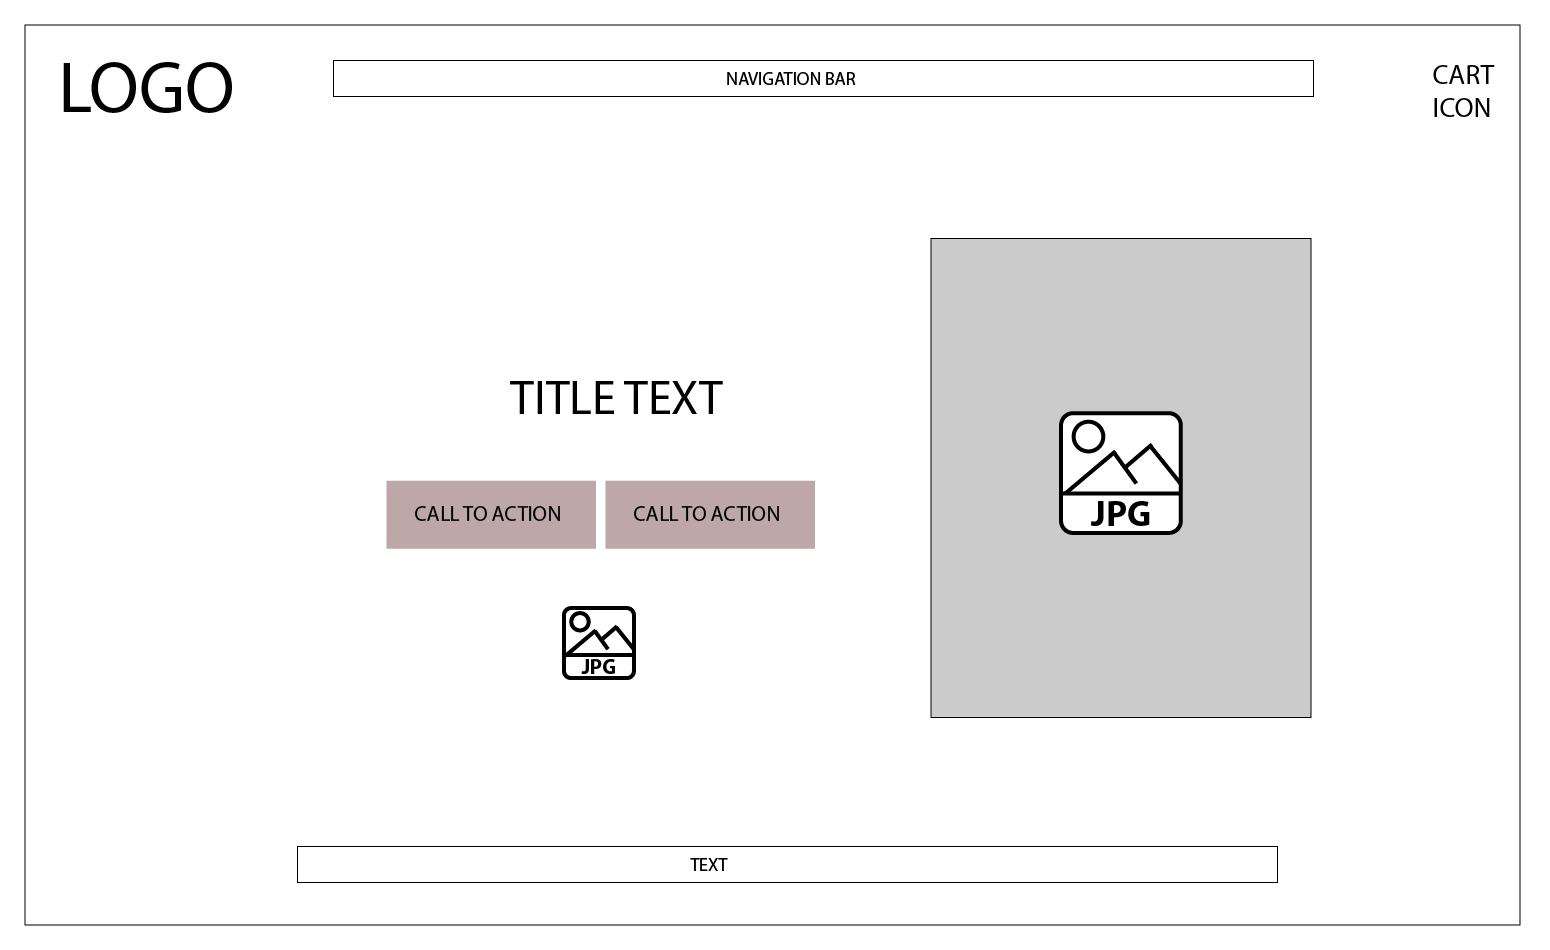 LOGO
NAVIGATION BAR
CART
ICON
TITLE TEXT
CALL TO ACTION
CALL TO ACTION
JPG
JPG
TEXT